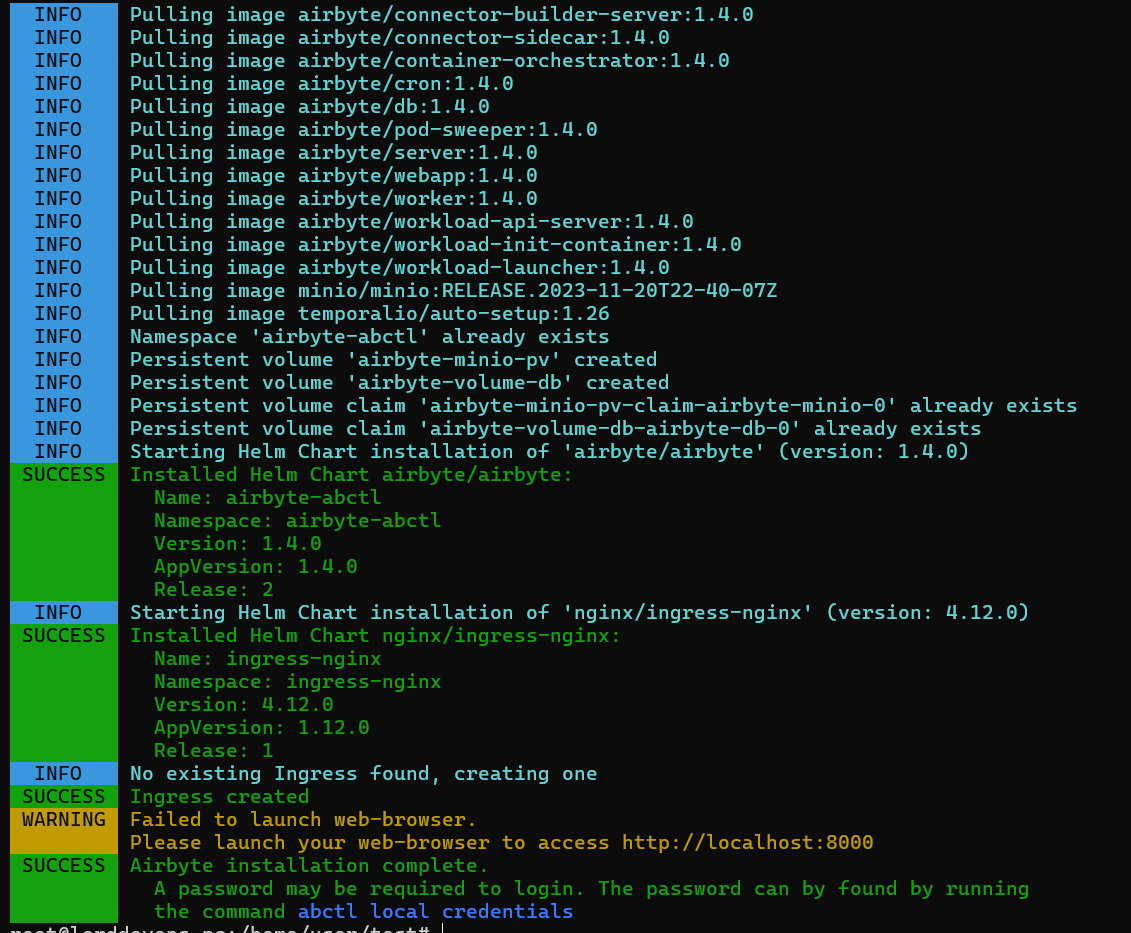 INFO Pulling image airbyte/connector-builder-server:1.4.0
INFO Pulling image airbyte/connector-sidecar:1.4.0
INFO Pulling image airbyte/container-orchestrator:1.4.0
INFO Pulling image airbyte/cron:1.4.0
INFO Pulling image airbyte/db:1.4.0
INFO Pulling image airbyte/pod-sweeper:1.4.0
INFO Pulling image airbyte/server:1.4.0
INFO Pulling image airbyte/webapp:1.4.0
INFO Pulling image airbyte/worker:1.4.0
INFO Pulling image airbyte/workload-api-server:1.4.0
INFO Pulling image airbyte/workload-init-container:1.4.0
INFO Pulling image airbyte/workload-launcher:1.4.0
INFO Pulling image minio/minio:RELEASE.2023-11-20T22-40-07Z
INFO Pulling image temporalio/auto-setup:1.26
INFO Namespace 'airbyte-abctl' already exists
INFO Persistent volume 'airbyte-minio-pv' created
INFO Persistent volume 'airbyte-volume-db' created
INFO Persistent volume claim 'airbyte-minio-pv-claim-airbyte-minio-0' already exists
INFO Persistent volume claim 'airbyte-volume-db-airbyte-db-0' already exists
INFO Starting Helm Chart installation of 'airbyte/airbyte' (version: 1.4.0)
SUCCESS Installed Helm Chart airbyte/airbyte:
Name: airbyte-abctl
Namespace: airbyte-abctl
Version: 1.4.0
AppVersion: 1.4.0
Release: 2
INFO Starting Helm Chart installation of 'nginx/ingress-nginx' (version: 4.12.0)
SUCCESS Installed Helm Chart nginx/ingress-nginx:
Name: ingress-nginx
Namespace: ingress-nginx
Version: 4.12.0
AppVersion: 1.12.0
Release: 1
INFO No existing Ingress found, creating one
SUCCESS Ingress created
WARNING Failed to launch web-browser.
Please launch your web-browser to access http://localhost:8000
SUCCESS Airbyte installation complete.
A password may be required to login. The password can by found by running
the command abctl local credentials